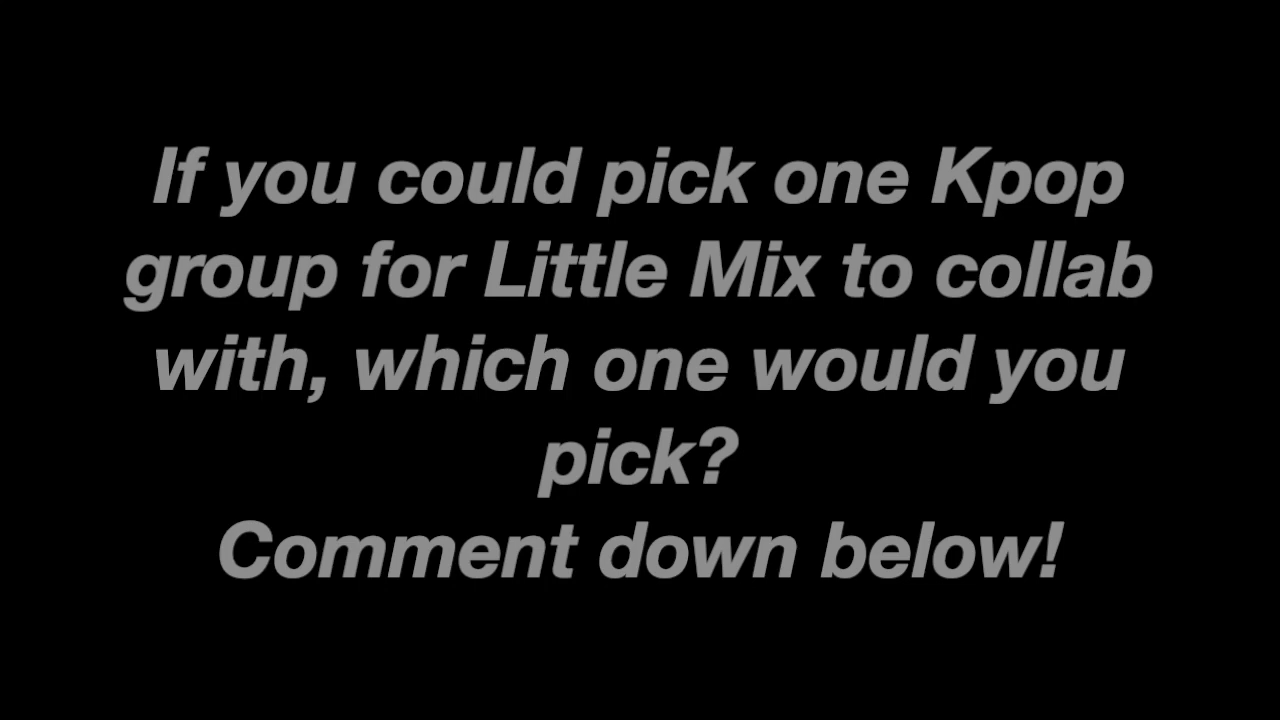 If you could pick one Kpop
group for Little Mix to collab
with, which one would you
pick?
Comment down below!